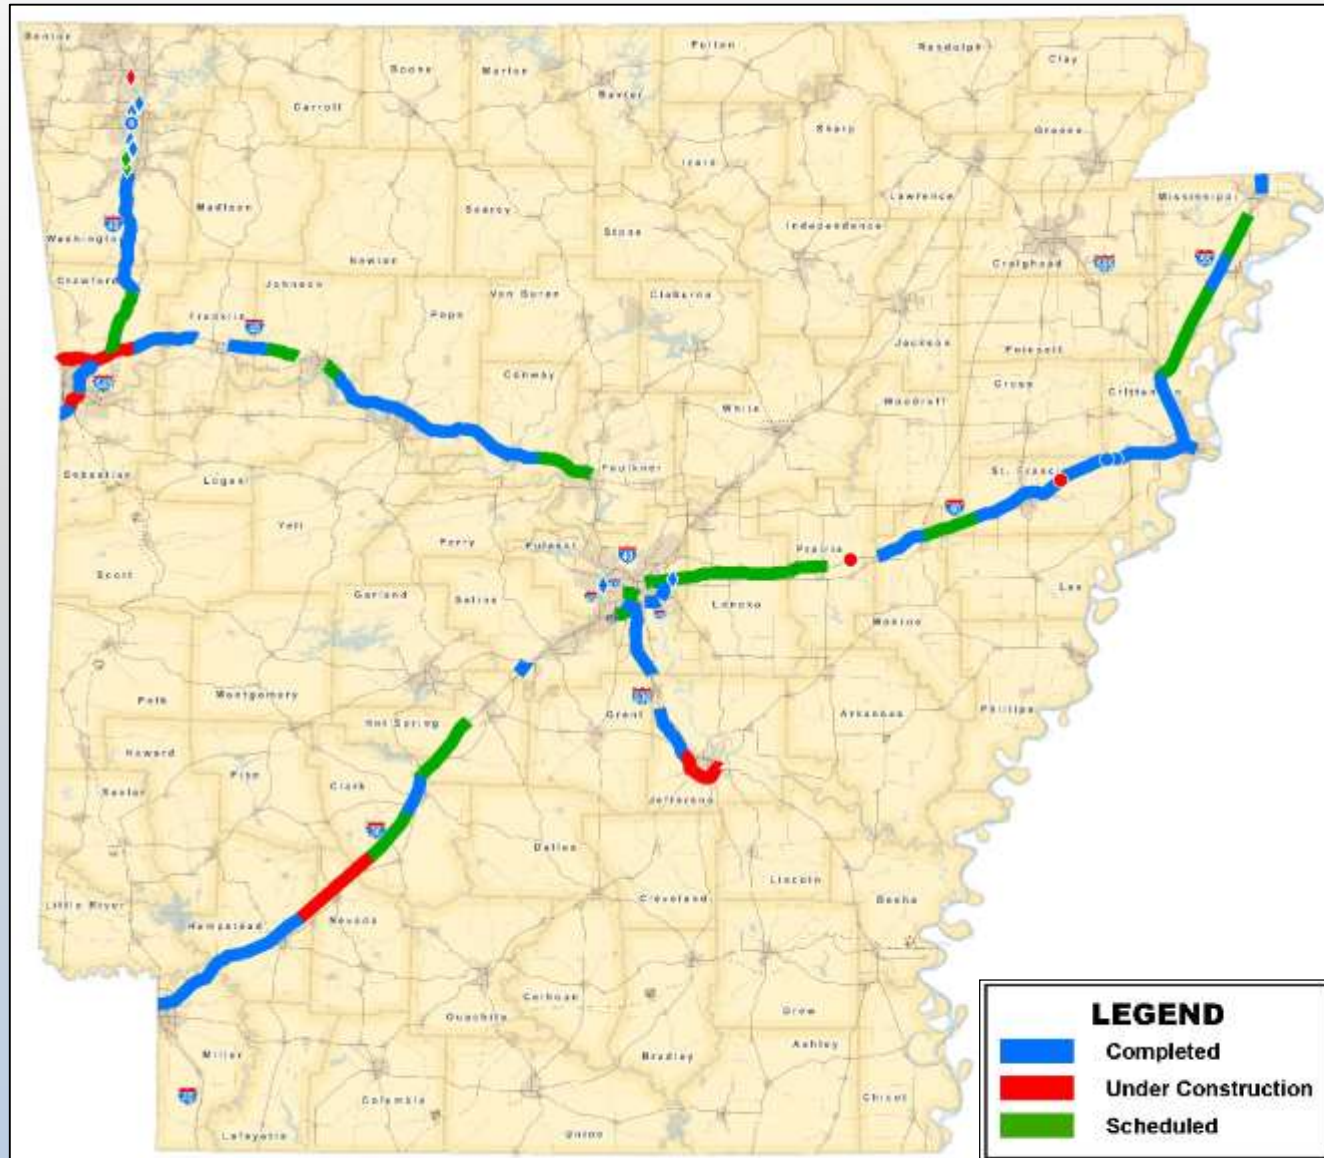 Benton
Boone
Marion
Fulton
Randolph
Clay
Carroll
Baxter
Sharp
Greene
Izard
Lawrence
Mississippi
Madison
Searcy
Stone
Independence
Washington
Newton
Craighead
Crawford
Johnson
Van Buren
Cleburne
Franklin
Pope
Jackson
Poinsett
Conway
Cross
Crittenden
White
Woodruff
Sebastian
Logan
Faulkner
St. Francis
Yell
Perry
Pulaski
Prairie
Scott
Garland
Saline
Lonoke
Lee
Monroe
Polk
Montgomery
Hot Spring
Grant
Arkansas
Phillips
Howard
Pike
Clark
Sevier
Jefferson
Dallas
Lincoln
Little River
Hempstead
Nevada
Cleveland
Desha
Calhoun
Ouachita
Drew
Miller
Bradley
Ashley
Columbia
Chicot
Lafayette
Union
LEGEND
Completed
Under Construction
Scheduled